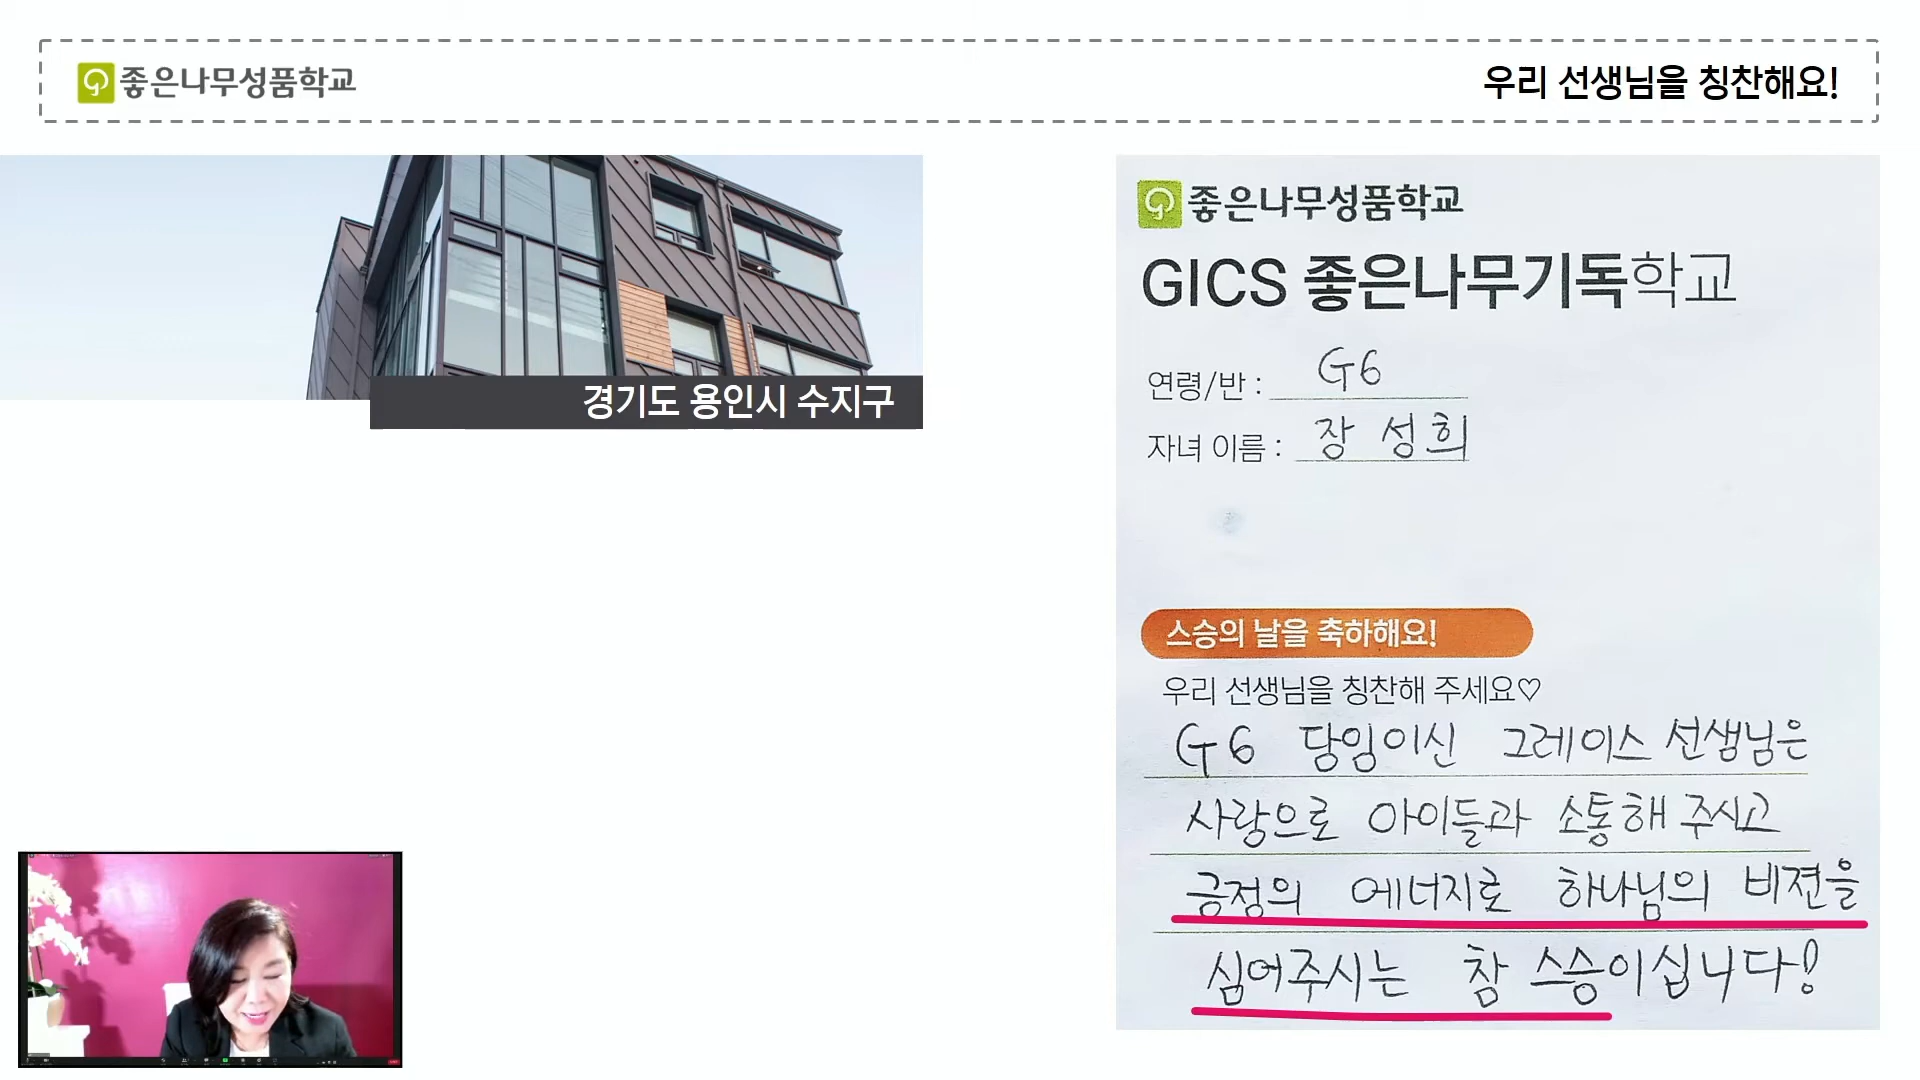 좋은나무성품학교
우리 선생님을 칭찬해요!
경기도 용인시 수지구
좋은나무성품학교
GICS 좋은나무기독학교
연령/반 : G6
자녀 이름 : 장 성희
스승의 날을 축하해요!
우리 선생님을 칭찬해 주세요♡
G6 담임이신 그레이스 선생님은
사랑으로 아이들과 소통해 주시고
긍정의 에너지로 하나님의 비젼을
심어주시는 참 스승이십니다!